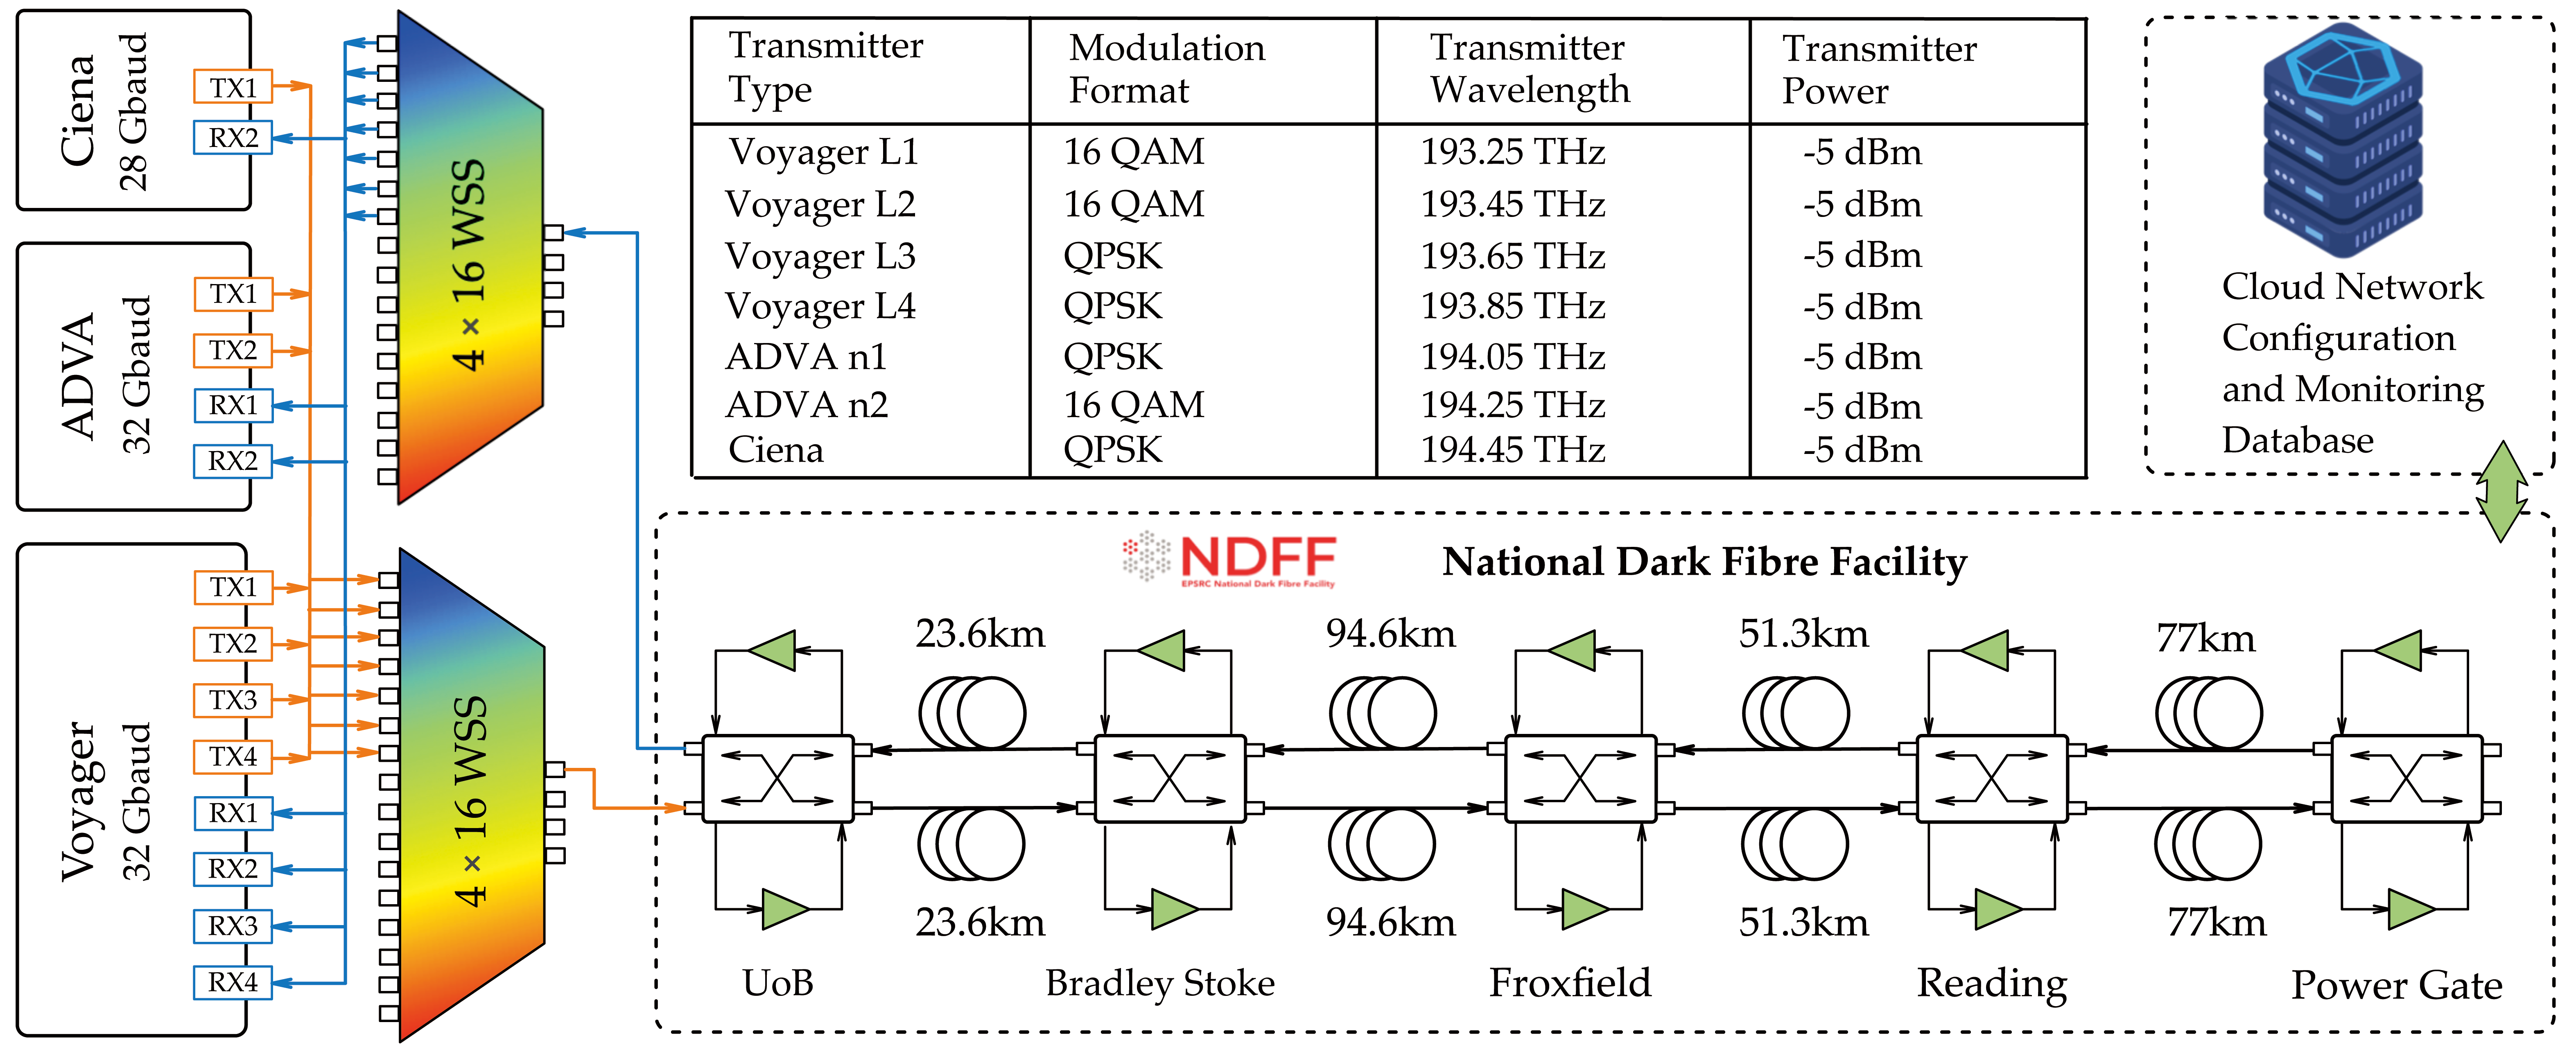 Ciena
28 Gbaud
TX1
RX2
ADVA
32 Gbaud
TX1
TX2
RX1
RX2
Voyager
32 Gbaud
TX1
TX2
TX3
TX4
RX1
RX2
RX3
RX4
4 × 16 WSS
4 × 16 WSS
Transmitter Type
Modulation Format
Transmitter Wavelength
Transmitter Power
Voyager L1 16 QAM 193.25 THz -5 dBm
Voyager L2 16 QAM 193.45 THz -5 dBm
Voyager L3 QPSK 193.65 THz -5 dBm
Voyager L4 QPSK 193.85 THz -5 dBm
ADVA n1 QPSK 194.05 THz -5 dBm
ADVA n2 16 QAM 194.25 THz -5 dBm
Ciena QPSK 194.45 THz -5 dBm
Cloud Network
Configuration
and Monitoring
Database
NDFF
EPSRC National Dark Fibre Facility
National Dark Fibre Facility
23.6km 94.6km 51.3km 77km
23.6km 94.6km 51.3km 77km
UoB Bradley Stoke Froxfield Reading Power Gate